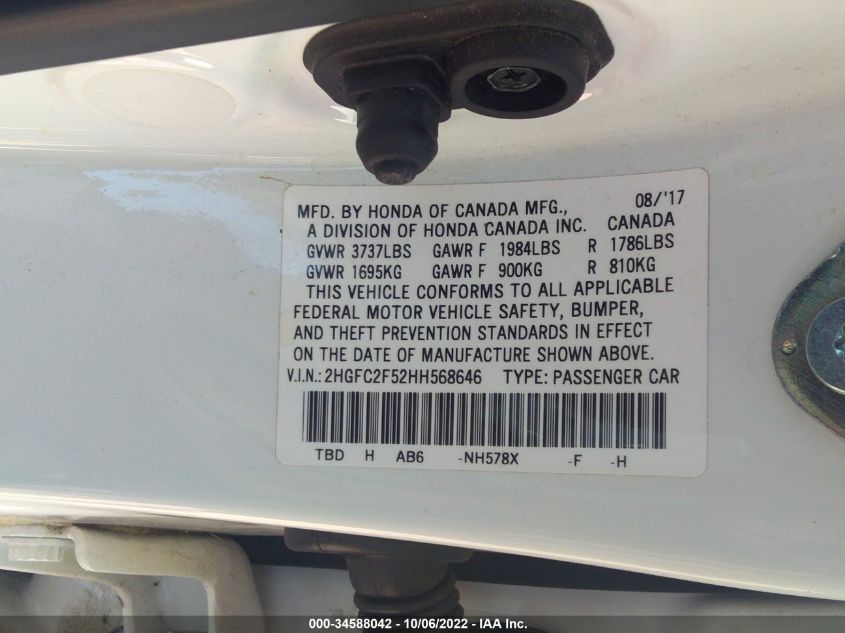 MFD. BY HONDA OF CANADA MFG., 08/'17
A DIVISION OF HONDA CANADA INC. CANADA
GVWR 3737LBS GAWR F 1984LBS R 1786LBS
GVWR 1695KG GAWR F 900KG R 810KG
THIS VEHICLE CONFORMS TO ALL APPLICABLE
FEDERAL MOTOR VEHICLE SAFETY, BUMPER,
AND THEFT PREVENTION STANDARDS IN EFFECT
ON THE DATE OF MANUFACTURE SHOWN ABOVE.
V.I.N.: 2HGFC2F52HH568646 TYPE: PASSENGER CAR
TBD H AB6 -NH578X -F -H
000-34588042 - 10/06/2022 - IAA Inc.